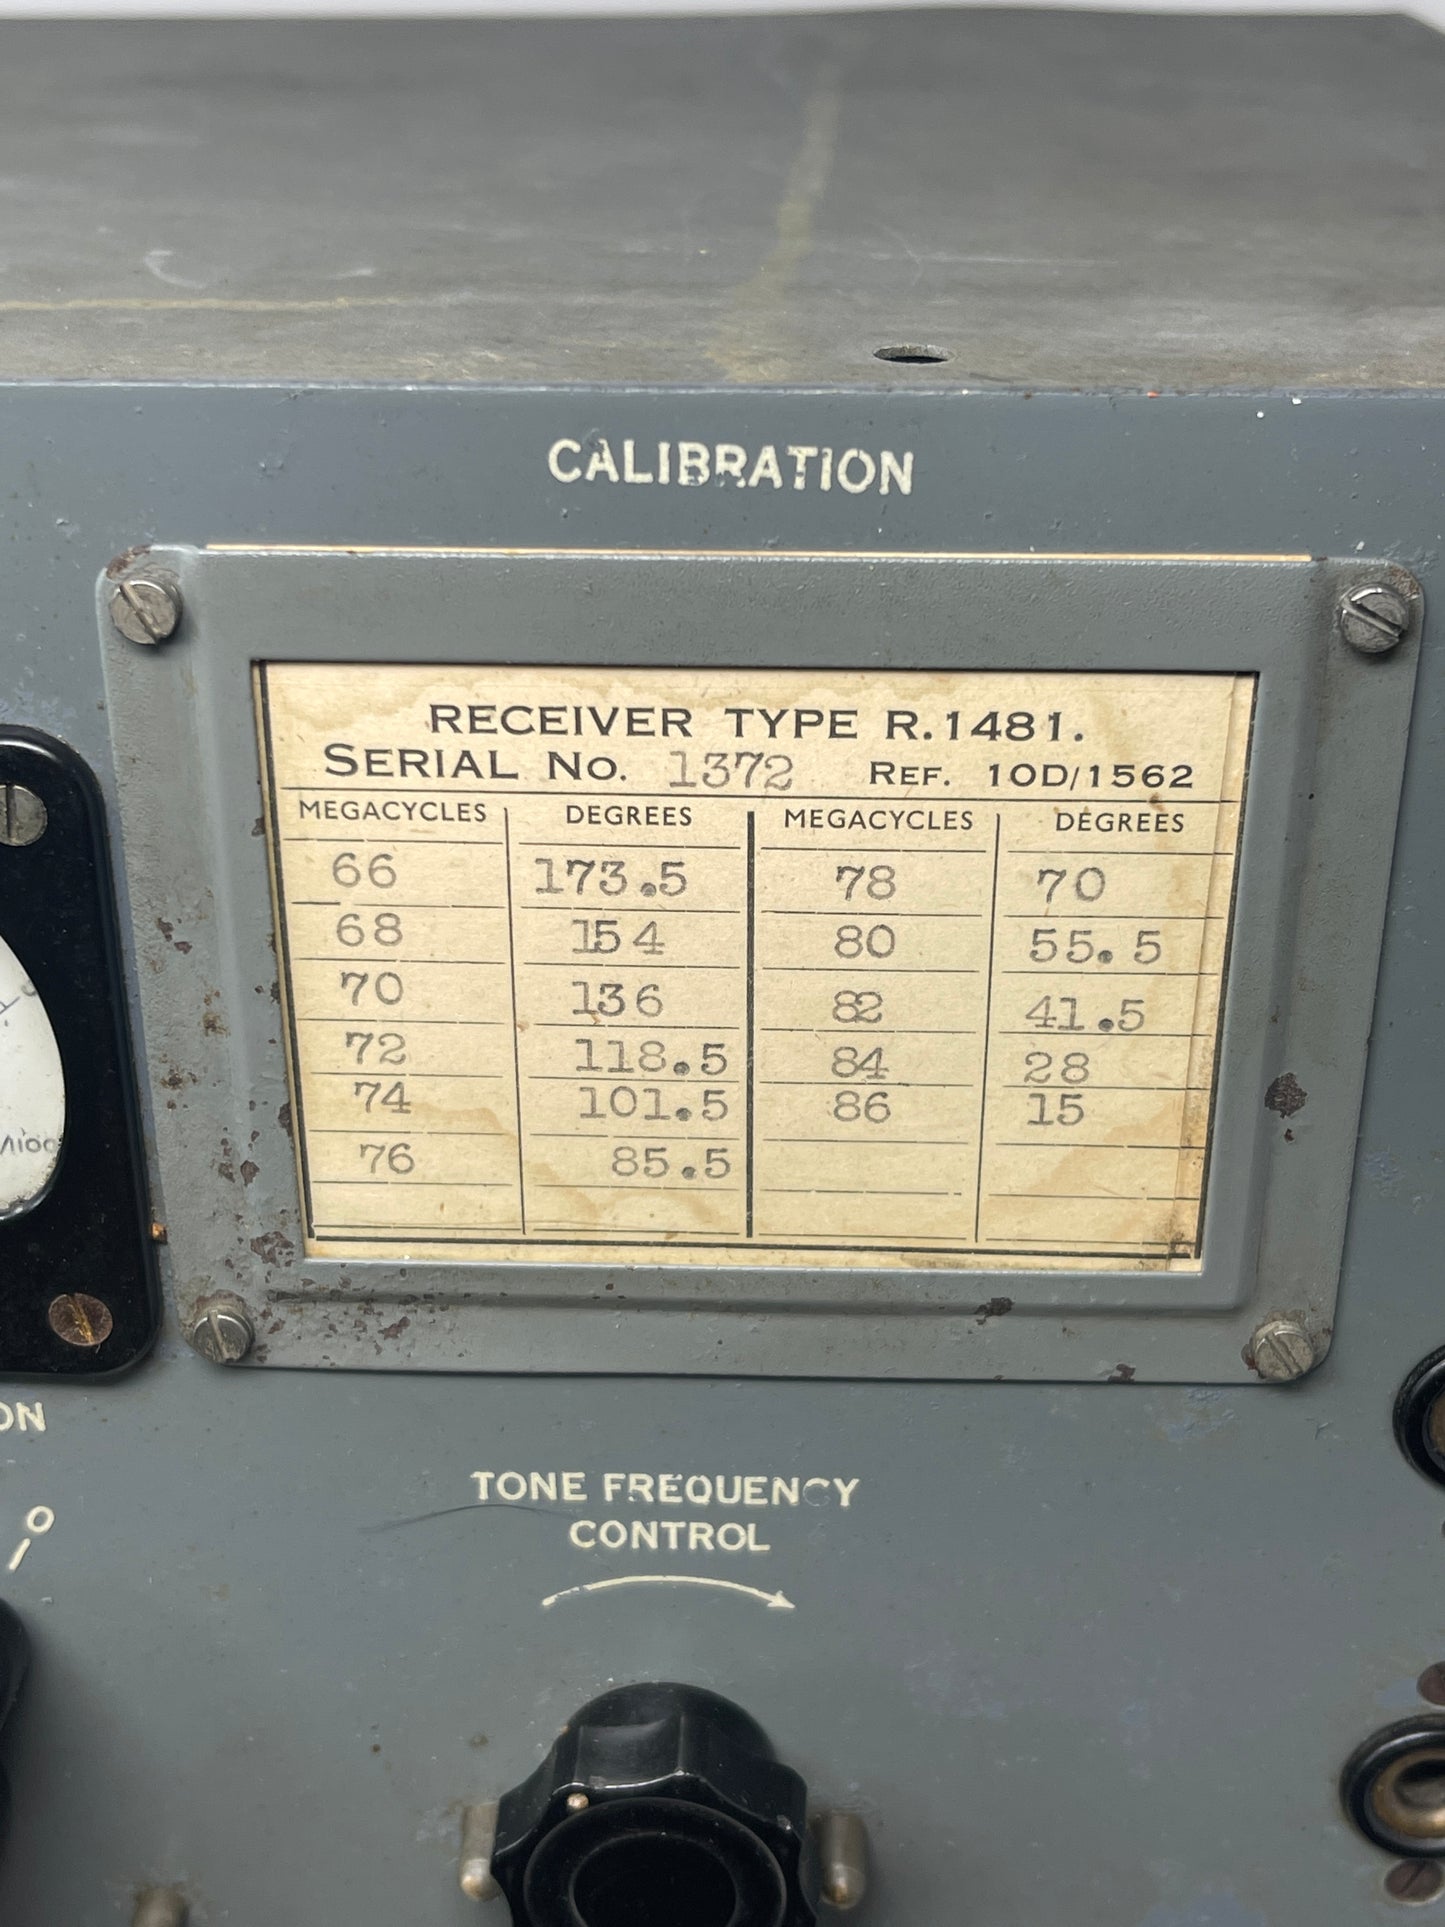 CALIBRATION
RECEIVER TYPE R.1481.
SERIAL No. 1372 REF. 10D/1562
MEGACYCLES DEGREES MEGACYCLES DEGREES
66 173.5 78 70
68 154 80 55.5
70 136 82 41.5
72 118.5 84 28
74 101.5 86 15
76 85.5
TONE FREQUENCY
CONTROL